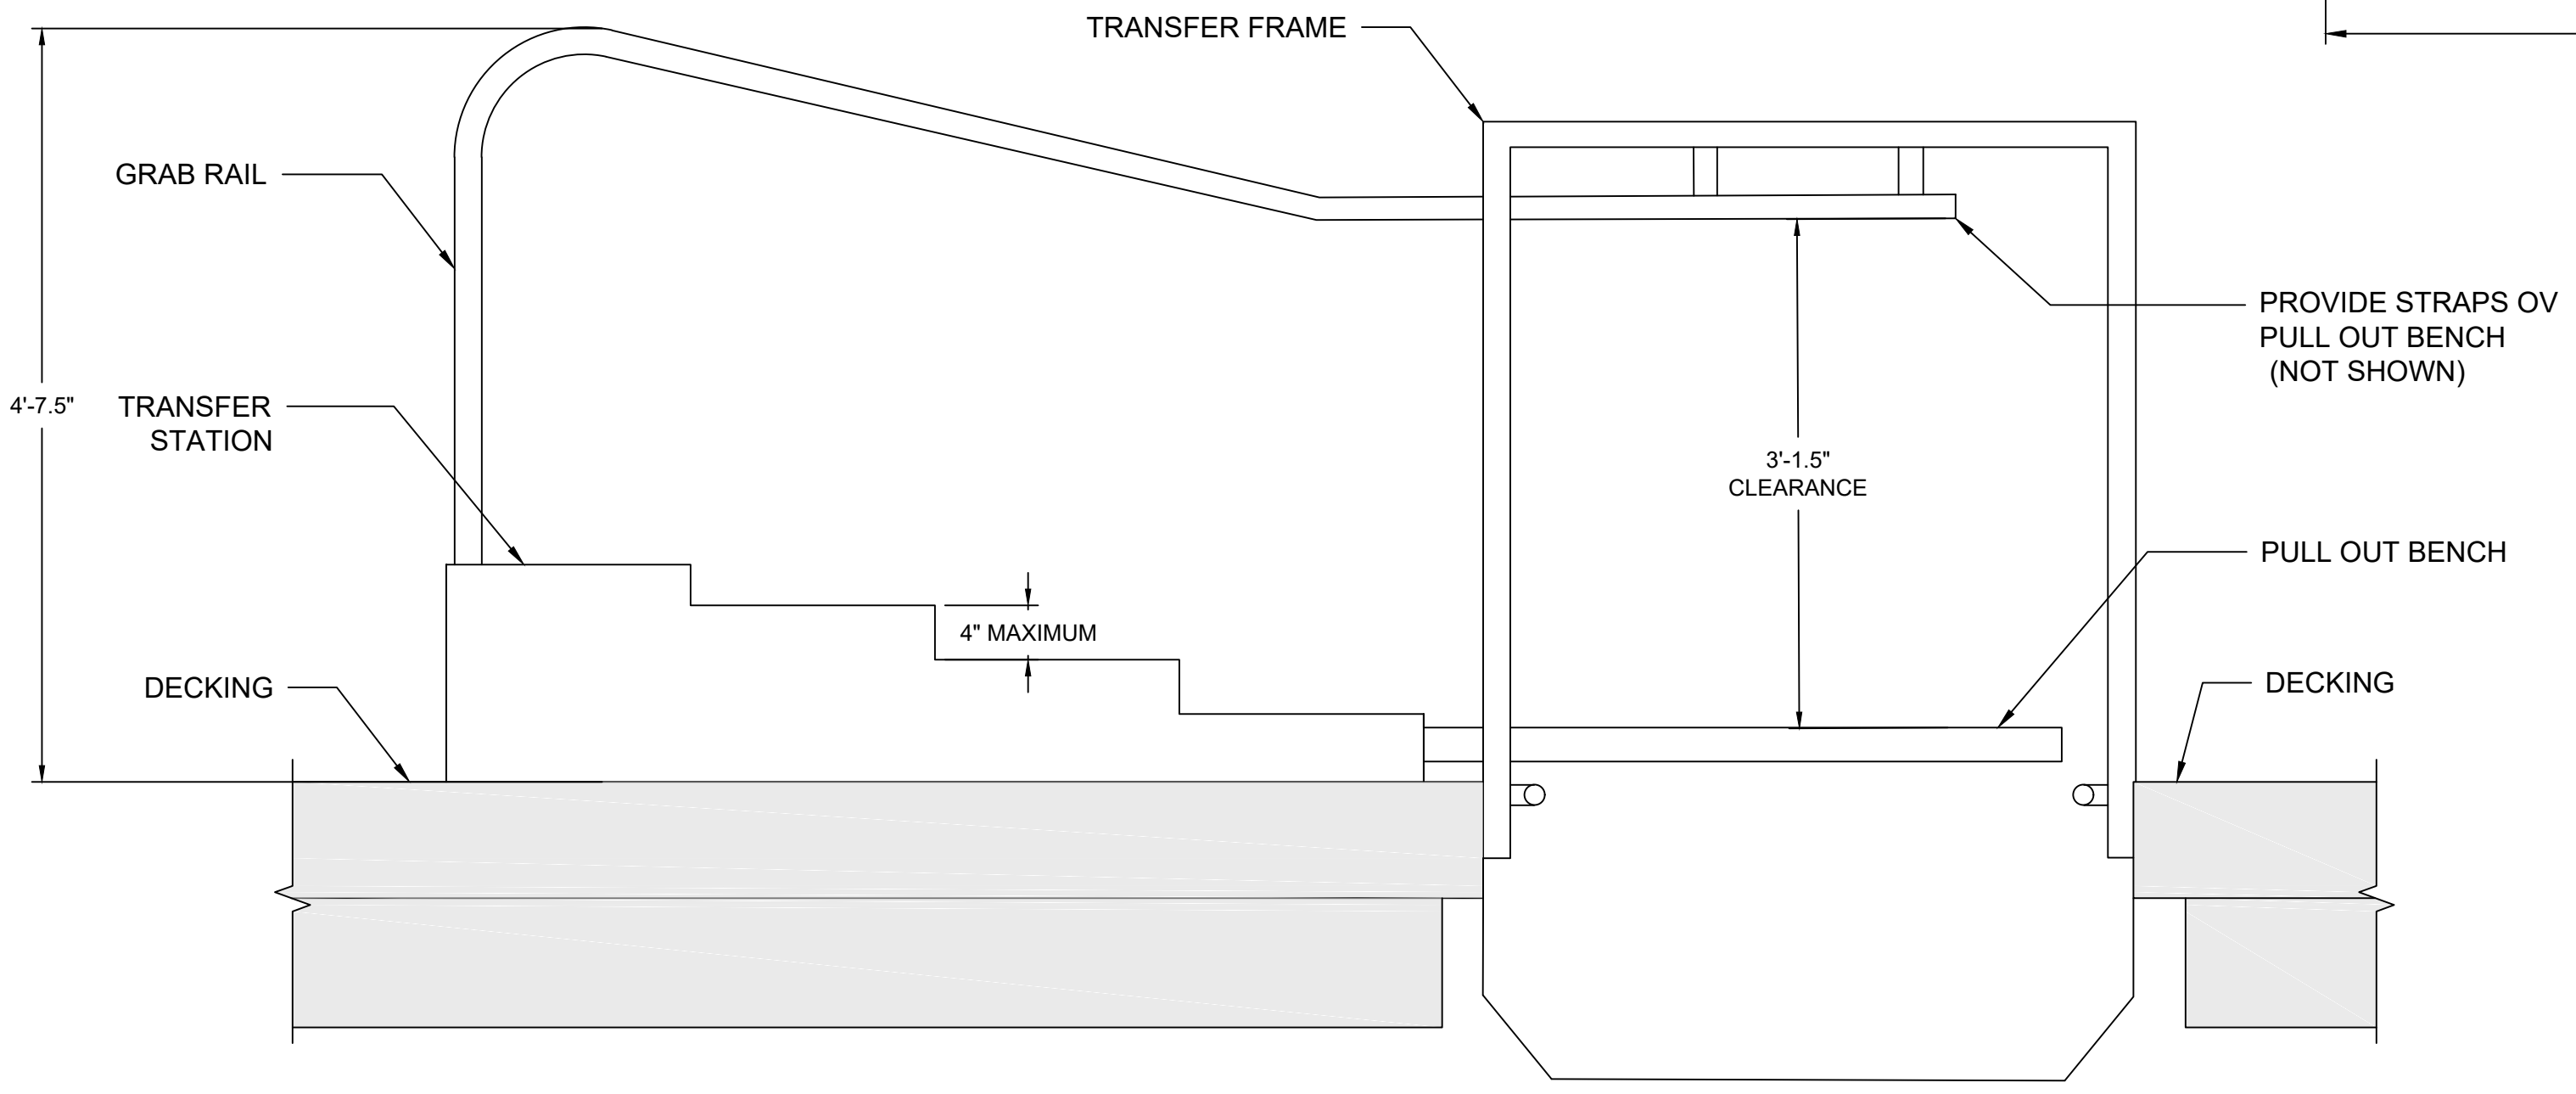 TRANSFER FRAME
GRAB RAIL
PROVIDE STRAPS OV
PULL OUT BENCH
(NOT SHOWN)
4'-7.5"
TRANSFER
STATION
3'-1.5"
CLEARANCE
PULL OUT BENCH
4" MAXIMUM
DECKING
DECKING